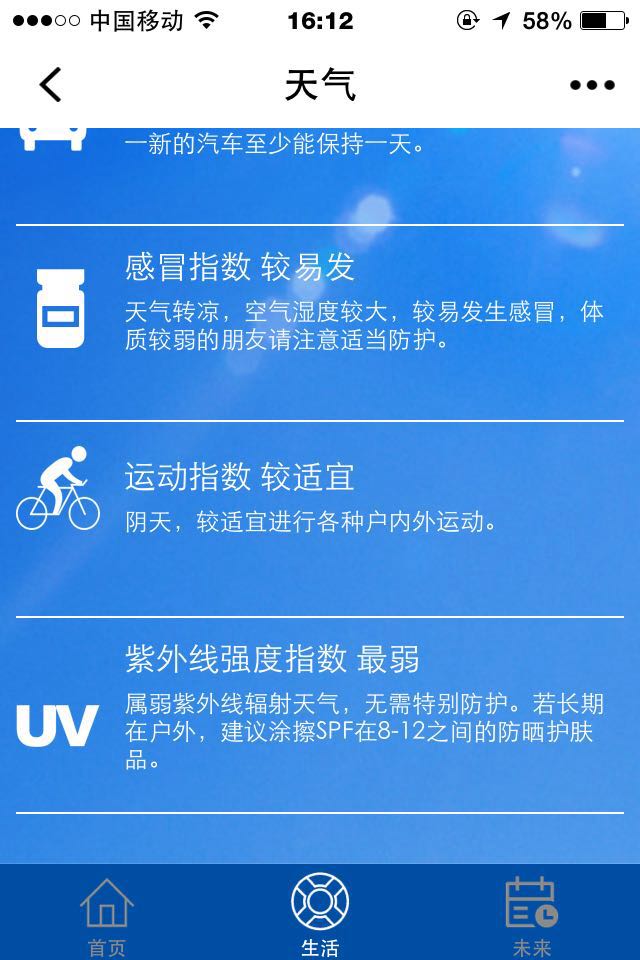 中国移动 16:12 58%
天气
一新的汽车至少能保持一天。
感冒指数 较易发
天气转凉，空气湿度较大，较易发生感冒，体
质较弱的朋友请注意适当防护。
运动指数 较适宜
阴天，较适宜进行各种户内外运动。
紫外线强度指数 最弱
属弱紫外线辐射天气，无需特别防护。若长期
UV
在户外，建议涂擦SPF在8-12之间的防晒护肤
品。
首页 生活 未来